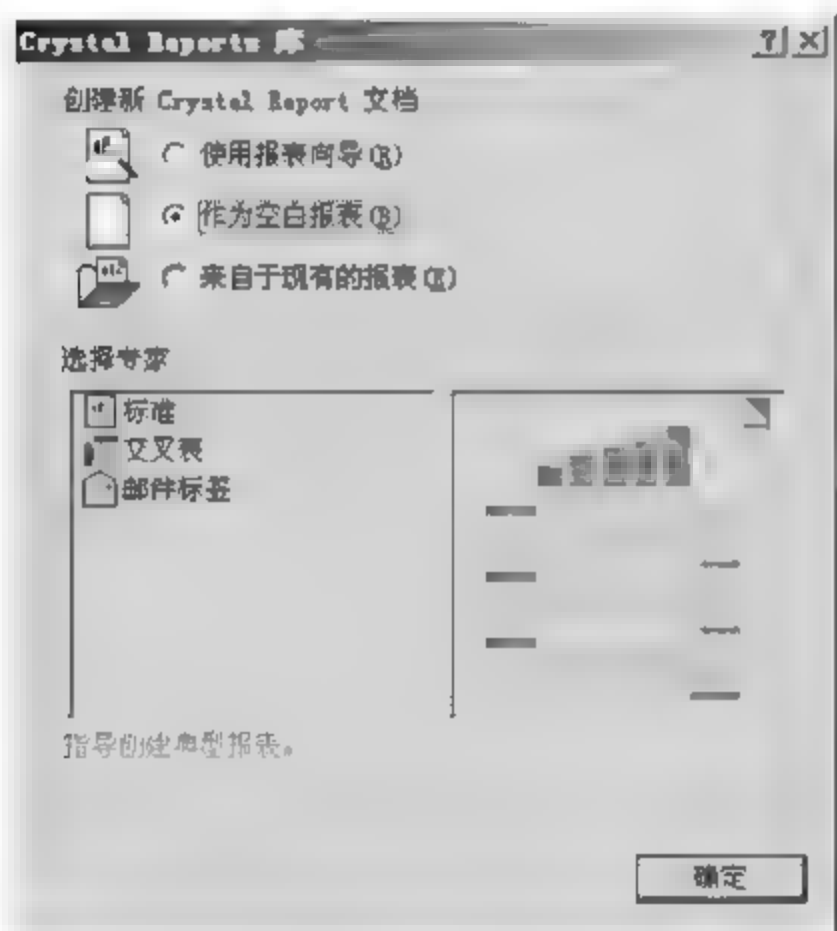 Crystal Reports 库
创建新 Crystal Report 文档
使用报表向导(R)
作为空白报表(B)
来自于现有的报表(E)
选择专家
标准
交叉表
邮件标签
指导创建典型报表。
确定